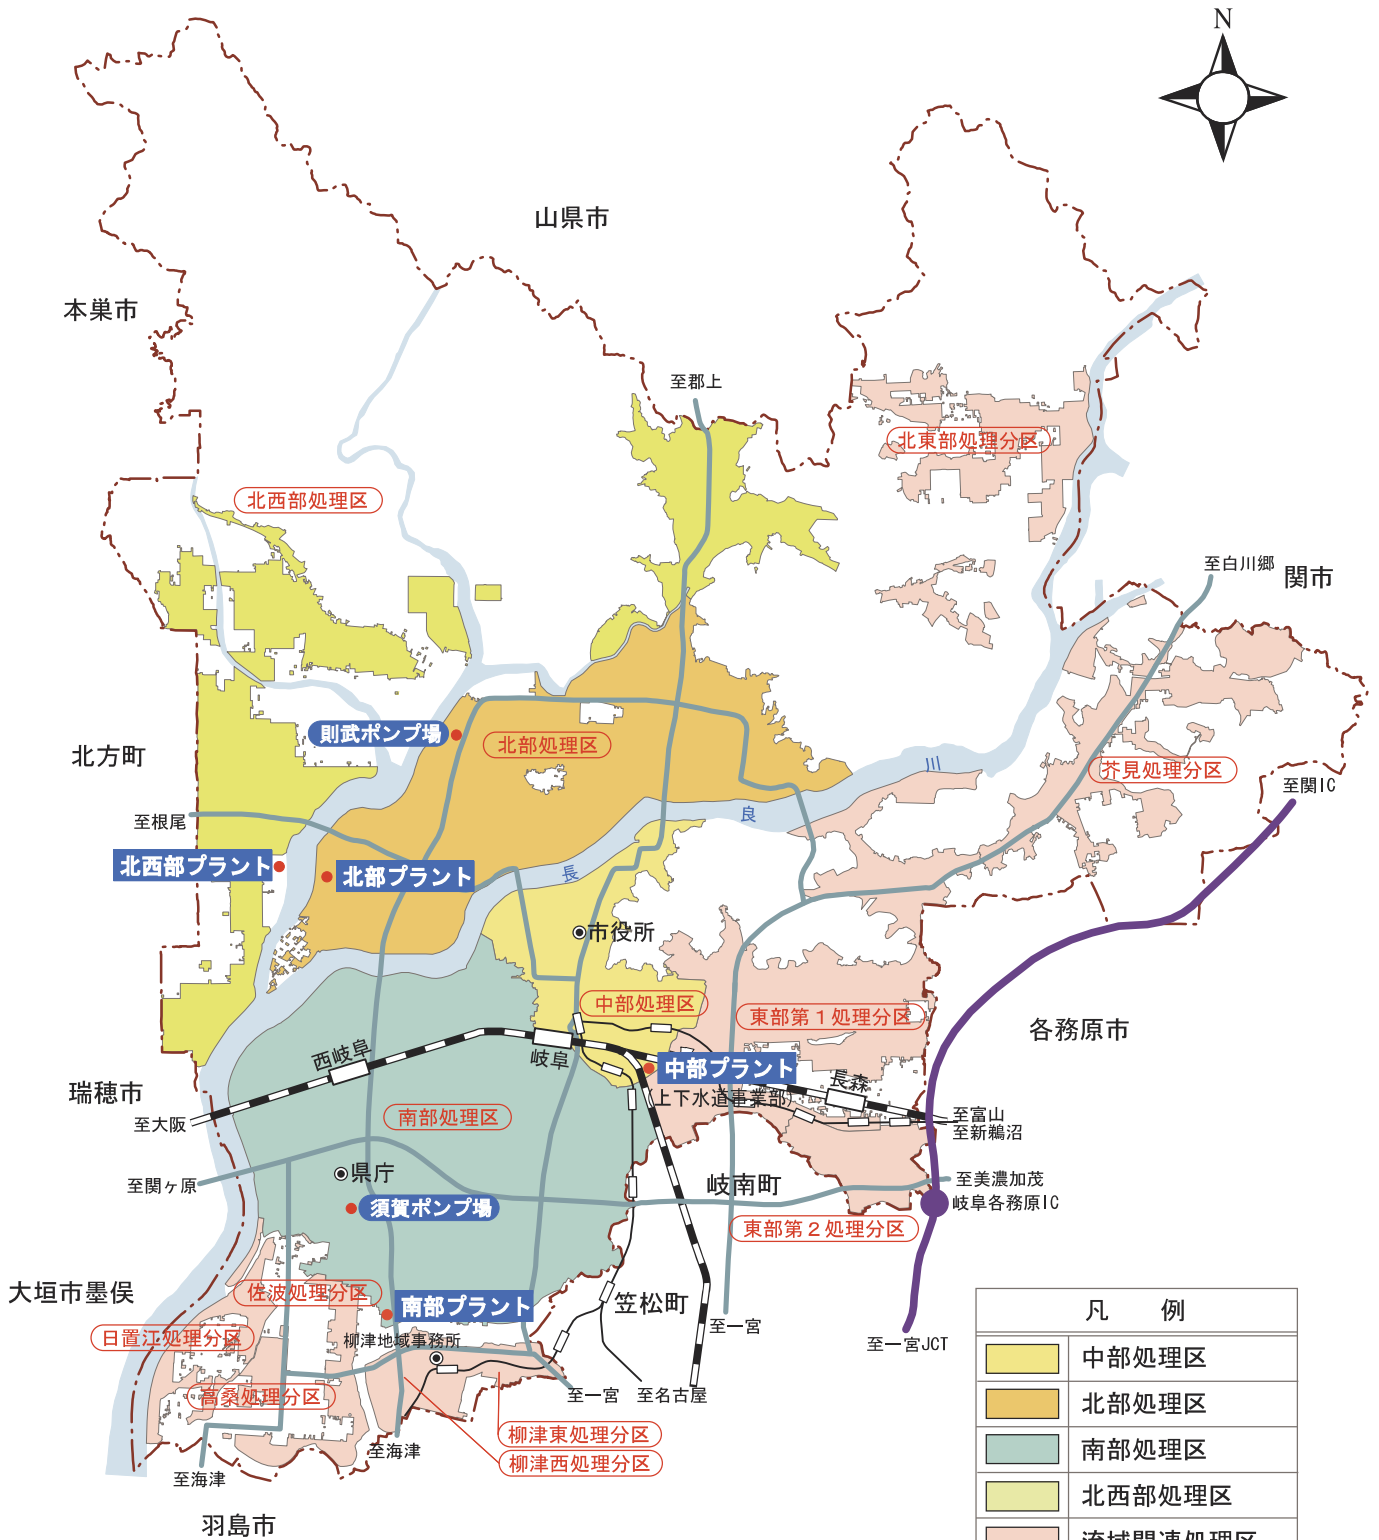 N
山県市
本巣市
至郡上
北東部処理分区
北西部処理区
至白川郷
関市
則武ポンプ場
北部処理区
川
北方町
芥見処理分区
至関IC
良
至根尾
北西部プラント
北部プラント
長
市役所
中部処理区
東部第1処理分区
各務原市
西岐阜
岐阜
中部プラント
長森
瑞穂市
(上下水道事業部)
至大阪
南部処理区
至富山
至新鵜沼
県庁
至関ヶ原
岐南町
至美濃加茂
岐阜各務原IC
須賀ポンプ場
東部第2処理分区
大垣市墨俣
佐波処理分区
南部プラント
笠松町
日置江処理分区
柳津地域事務所
至一宮
至一宮JCT
高桑処理分区
至一宮
至名古屋
柳津東処理分区
至海津
柳津西処理分区
至海津
羽島市
凡 例
中部処理区
北部処理区
南部処理区
北西部処理区
流域関連処理区